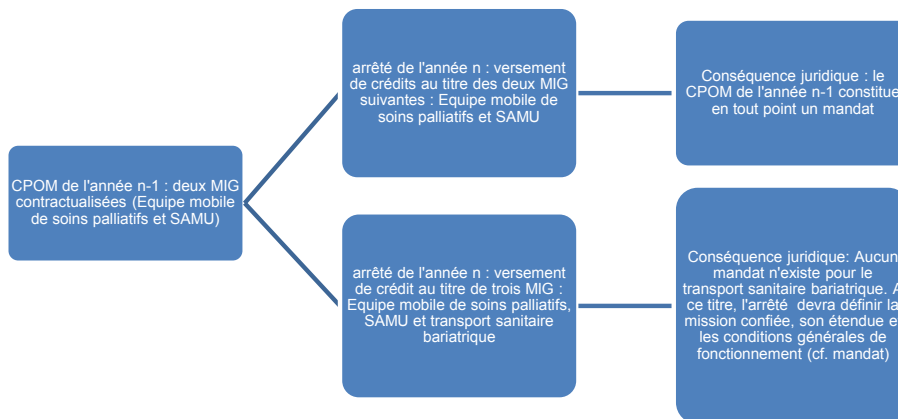 CPOM de l'année n-1 : deux MIG
contractualisées (Equipe mobile
de soins palliatifs et SAMU)
arrêté de l'année n : versement
de crédits au titre des deux MIG
suivantes : Equipe mobile de
soins palliatifs et SAMU
Conséquence juridique : le
CPOM de l'année n-1 constitue
en tout point un mandat
arrêté de l'année n : versement
de crédit au titre de trois MIG :
Equipe mobile de soins palliatifs,
SAMU et transport sanitaire
bariatrique
Conséquence juridique: Aucun
mandat n'existe pour le
transport sanitaire bariatrique. A
ce titre, l'arrêté devra définir la
mission confiée, son étendue et
les conditions générales de
fonctionnement (cf. mandat)